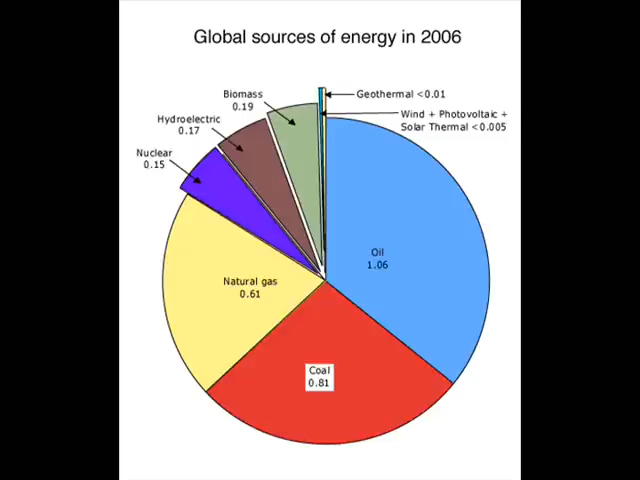 Global sources of energy in 2006
Biomass
0.19
Geothermal <0.01
Hydroelectric
0.17
Wind + Photovoltaic +
Solar Thermal <0.005
Nuclear
0.15
Oil
1.06
Natural gas
0.61
Coal
0.81